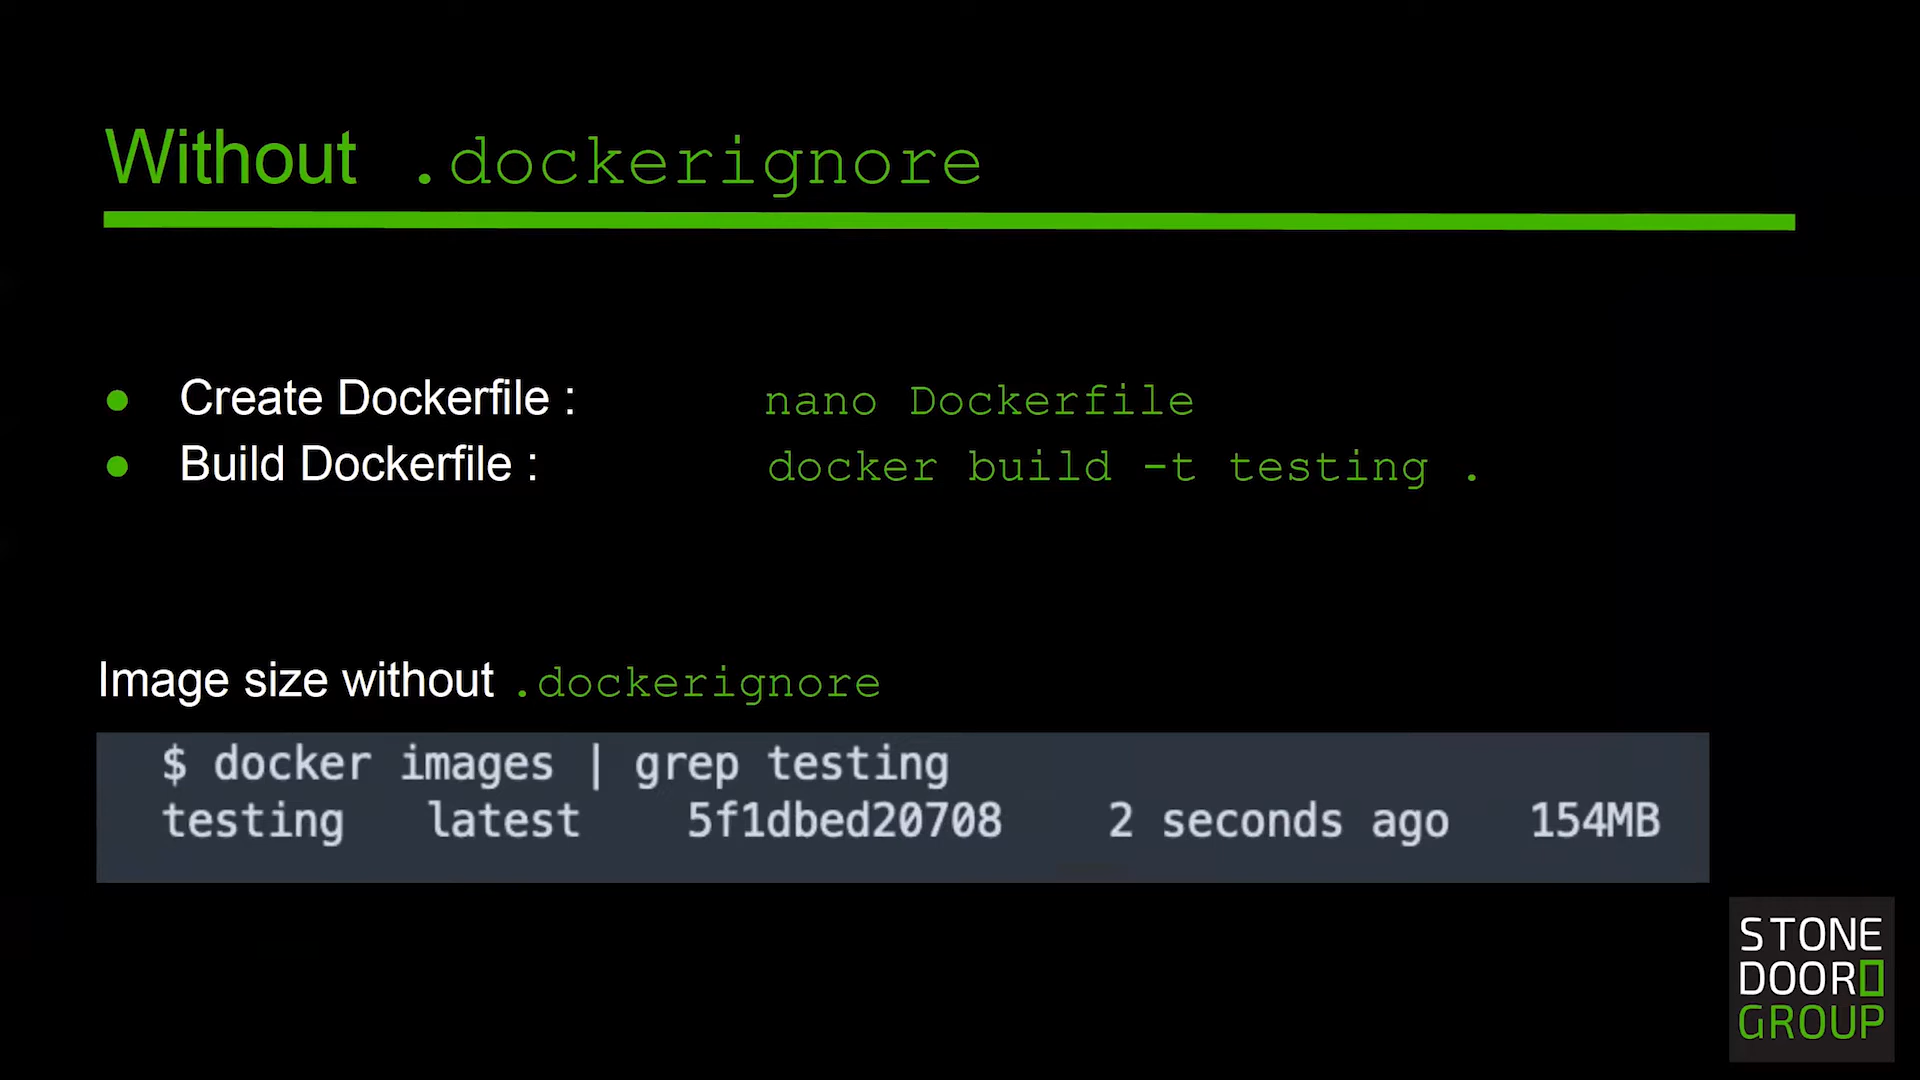 Without .dockerignore
● Create Dockerfile : nano Dockerfile
● Build Dockerfile : docker build -t testing .
Image size without .dockerignore
$ docker images | grep testing
testing latest 5f1dbed20708 2 seconds ago 154MB
STONE
DOOR
GROUP